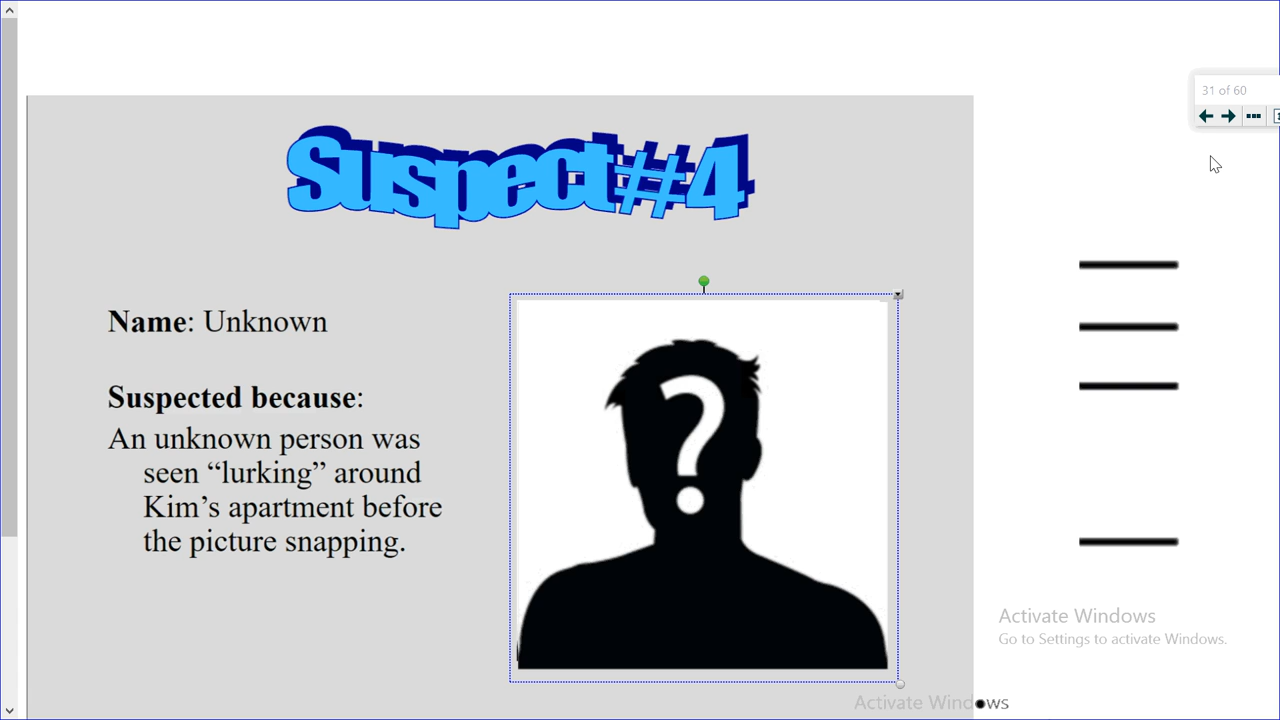 31 of 60
Suspect#4
Name: Unknown
Suspected because:
An unknown person was
seen “lurking” around
Kim’s apartment before
the picture snapping.
?
Activate Windows
Go to Settings to activate Windows.
Activate Windows